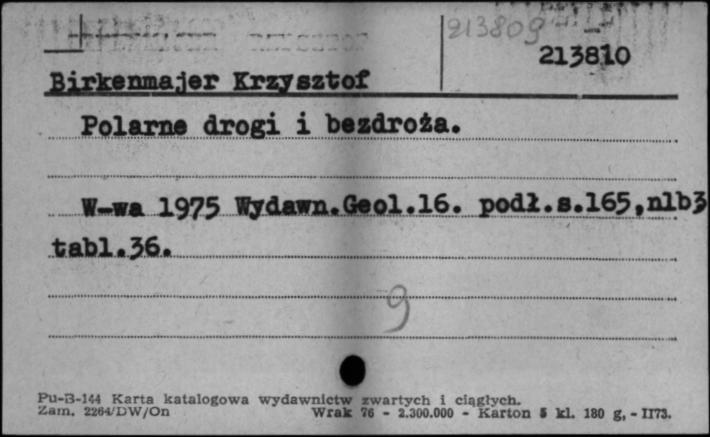 213809 -
213810
Birkenmajer Krzysztof
Polarne drogi i bezdroża.
W-wa 1975 Wydawn.Geol.16. podł.s.165,nlb3
tabl.36.
9
Pu-B-144 Karta katalogowa wydawnictw zwartych i ciągłych.
Zam. 2264/DW/On Wrak 76 - 2.300.000 - Karton 5 kl. 180 g, - II73.